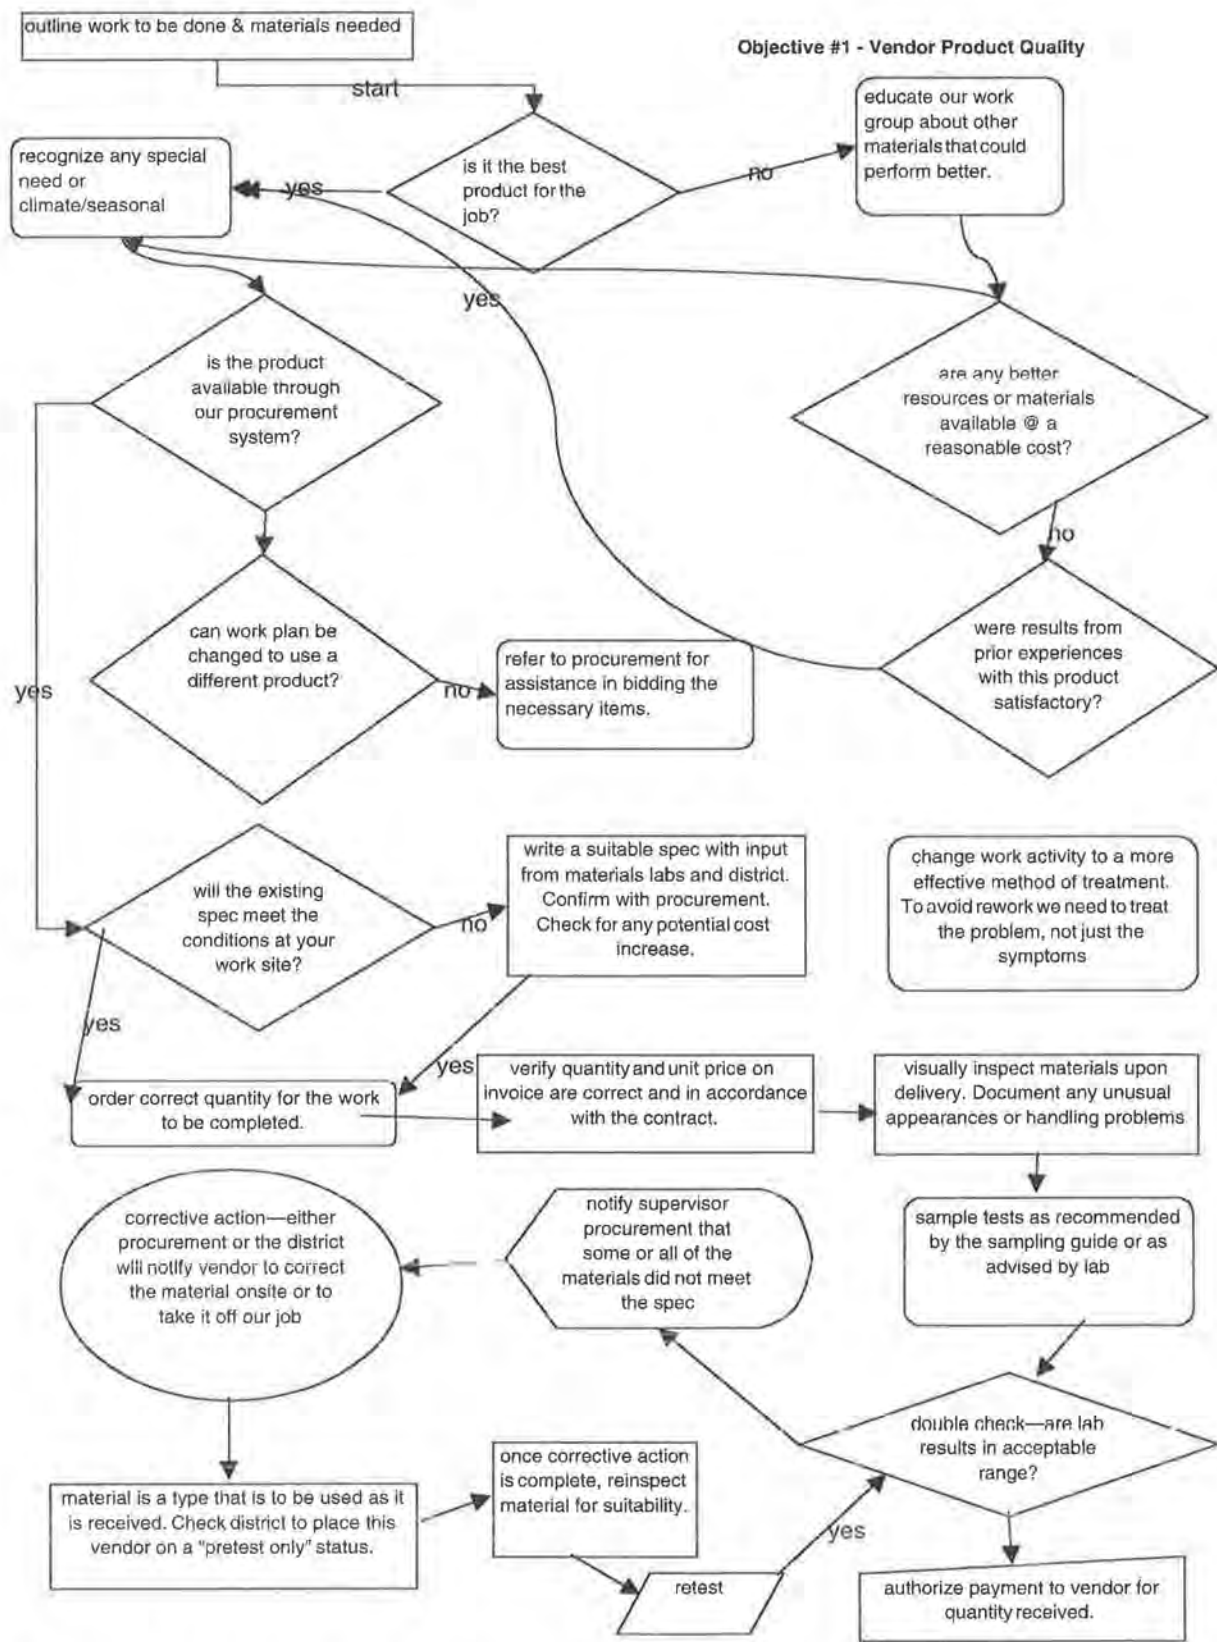 outline work to be done & materials needed
Objective #1 - Vendor Product Quality
start
educate our work
group about other
materials that could
perform better.
recognize any special
need or
climate/seasonal
yes
is it the best
product for the
job?
no
yes
is the product
available through
our procurement
system?
are any better
resources or materials
available @ a
reasonable cost?
no
can work plan be
changed to use a
different product?
yes
no
refer to procurement for
assistance in bidding the
necessary items.
were results from
prior experiences
with this product
satisfactory?
will the existing
spec meet the
conditions at your
work site?
no
write a suitable spec with input
from materials labs and district.
Confirm with procurement.
Check for any potential cost
increase.
change work activity to a more
effective method of treatment.
To avoid rework we need to treat
the problem, not just the
symptoms
yes
yes
order correct quantity for the work
to be completed.
verify quantity and unit price on
invoice are correct and in accordance
with the contract.
visually inspect materials upon
delivery. Document any unusual
appearances or handling problems
corrective action—either
procurement or the district
will notify vendor to correct
the material onsite or to
take it off our job
notify supervisor
procurement that
some or all of the
materials did not meet
the spec
sample tests as recommended
by the sampling guide or as
advised by lab
double check—are lab
results in acceptable
range?
material is a type that is to be used as it
is received. Check district to place this
vendor on a "pretest only" status.
once corrective action
is complete, reinspect
material for suitability.
yes
retest
authorize payment to vendor for
quantity received.